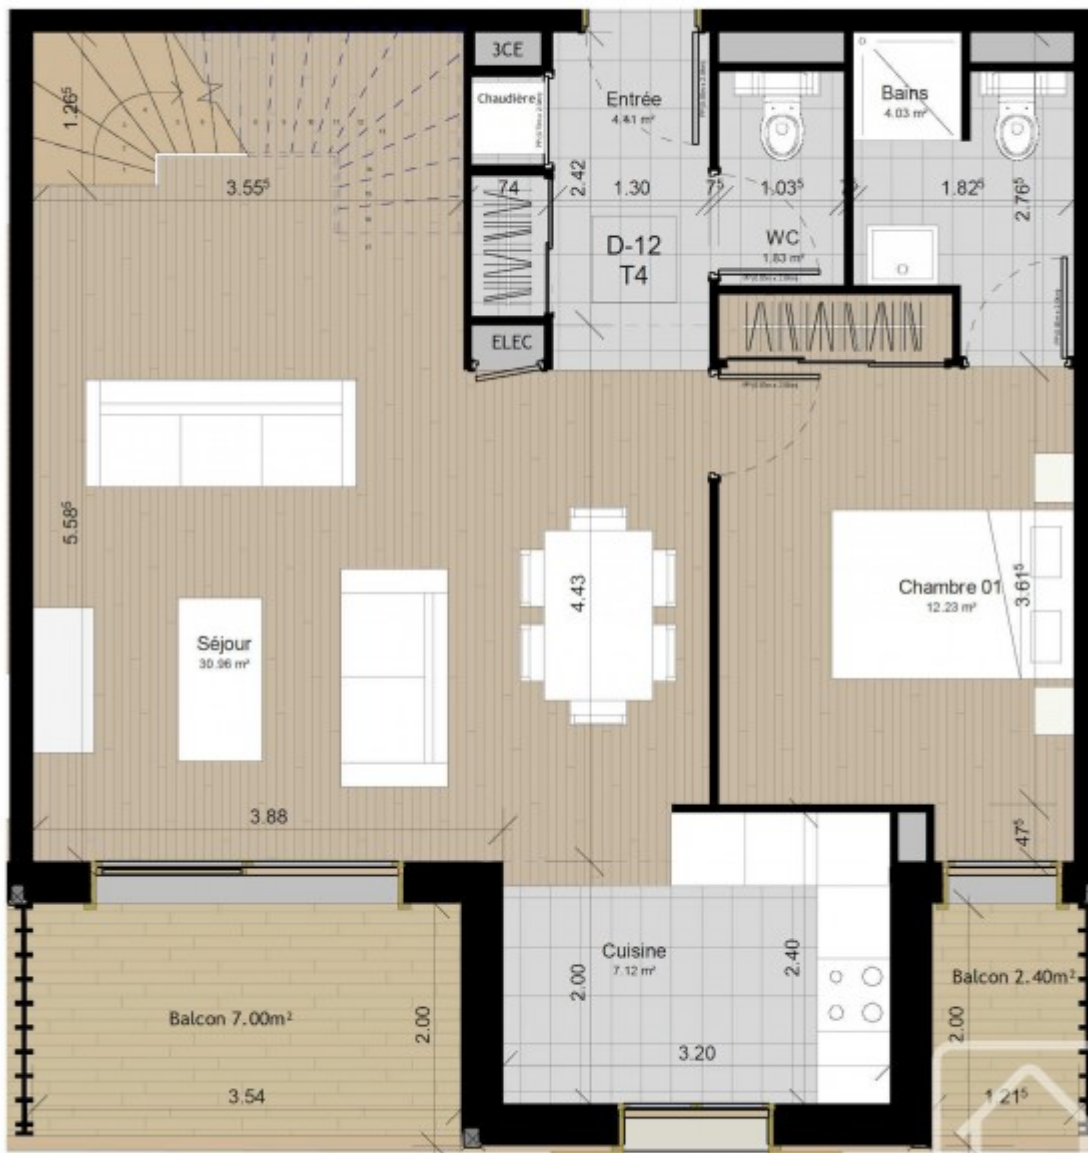 3CE
Chaudière
Entrée
4.41 m²
Bains
4.03 m²
1.26⁵
3.55⁵
74
2.42
1.30
7⁵
1.03⁵
1.82⁵
2.76⁵
D-12
T4
WC
1.83 m²
ELEC
5.58⁵
4.43
Chambre 01
12.23 m²
3.61⁵
Séjour
30.96 m²
3.88
47⁵
Cuisine
7.12 m²
2.00
2.40
3.20
Balcon 7.00m²
2.00
3.54
Balcon 2.40m²
2.00
1.21⁵